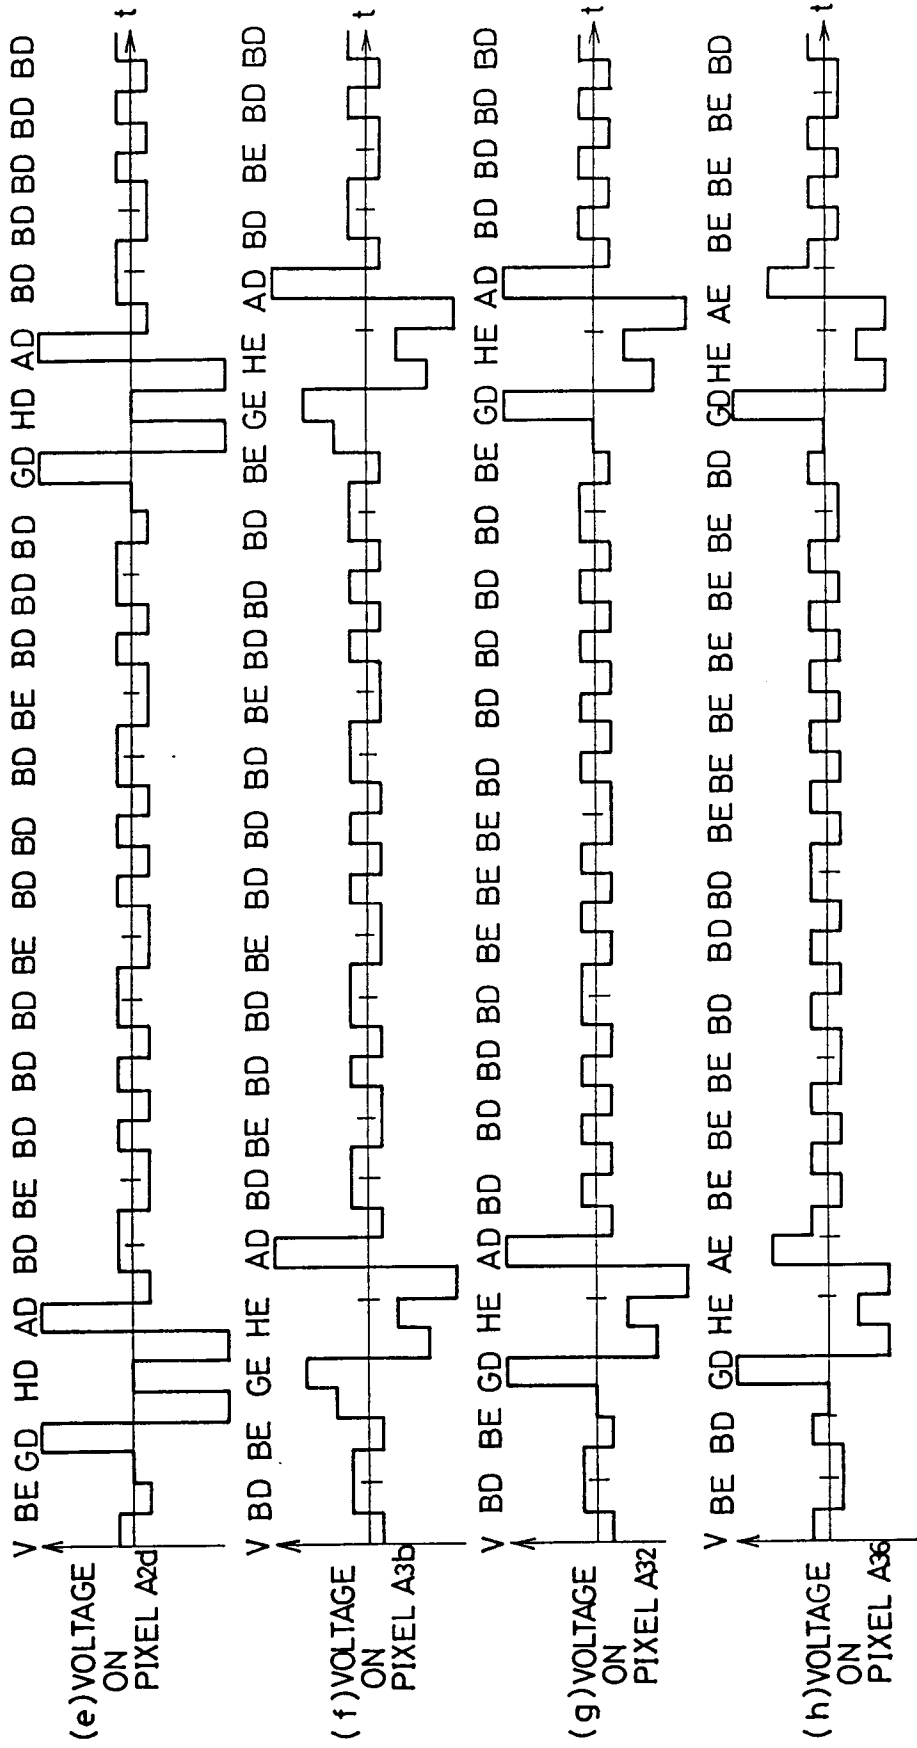 V BE GD HD AD BD BE BD BD BD BE BD BD BD BE BD BD BD GD HD AD BD BD BD BD BD
(e) VOLTAGE
ON
PIXEL A2d
t
V BD BE GE HE AD BD BE BD BD BE BD BD BD BE BD BD BD BE GE HE AD BD BE BD BD
(f) VOLTAGE
ON
PIXEL A3b
t
V BD BE GD HE AD BD BD BD BD BE BE BE BD BD BD BD BD BE GD HE AD BD BD BD BD
(g) VOLTAGE
ON
PIXEL A32
t
V BE BD GD HE AE BE BE BE BD BD BD BE BE BE BE BE BE BD GD HE AE BE BE BE BD
(h) VOLTAGE
ON
PIXEL A36
t